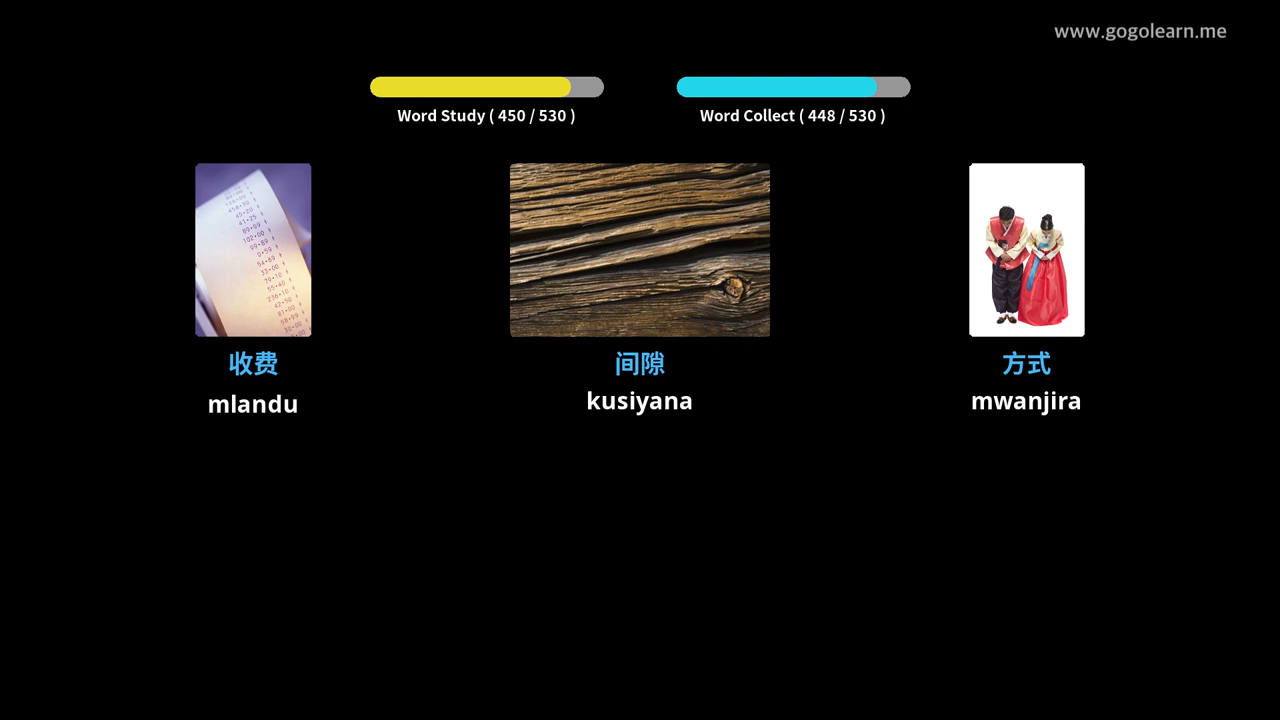 www.gogolearn.me
Word Study ( 450 / 530 )
Word Collect ( 448 / 530 )
收费
mlandu
间隙
kusiyana
方式
mwanjira